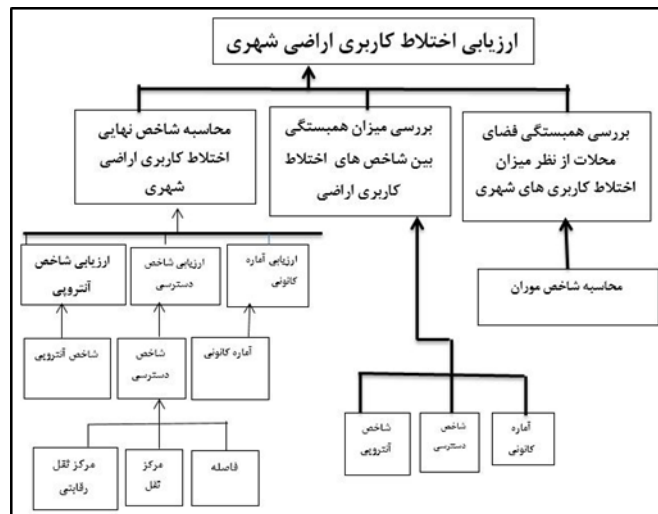 ارزیابی اختلاط کاربری اراضی شهری
بررسی همبستگی فضای
محلات از نظر میزان
اختلاط کاربری های شهری
بررسی میزان همبستگی
بین شاخص های اختلاط
کاربری اراضی
محاسبه شاخص نهایی
اختلاط کاربری اراضی
شهری
محاسبه شاخص موران
ارزیابی آماره
کانونی
ارزیابی شاخص
دسترسی
ارزیابی شاخص
آنتروپی
آماره کانونی
شاخص
دسترسی
شاخص آنتروپی
آماره
کانونی
شاخص
دسترسی
شاخص
آنتروپی
فاصله
مرکز
ثقل
مرکز ثقل
رقابتی